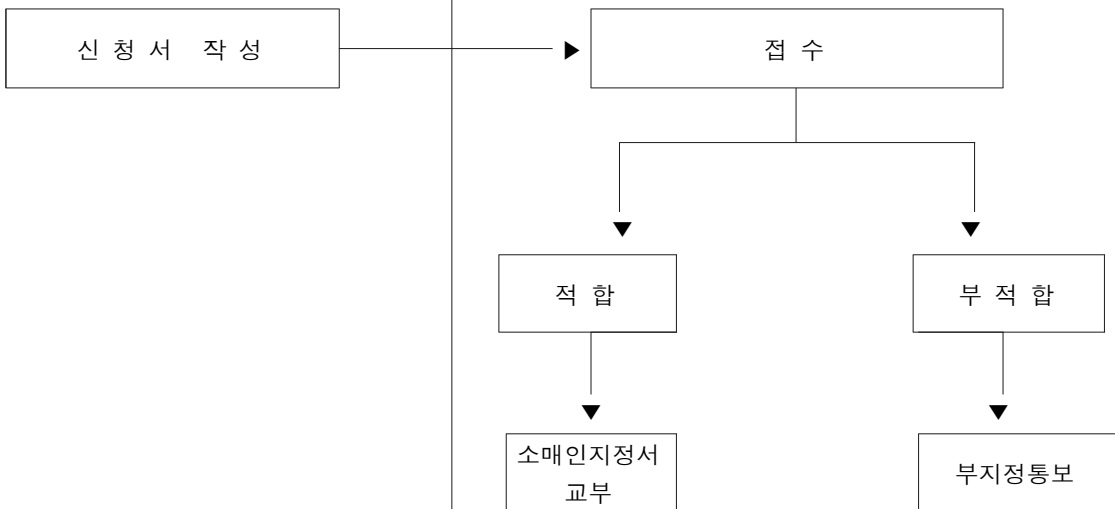 신 청 서 작 성
접 수
적 합
부 적 합
소매인지정서
교부
부지정통보